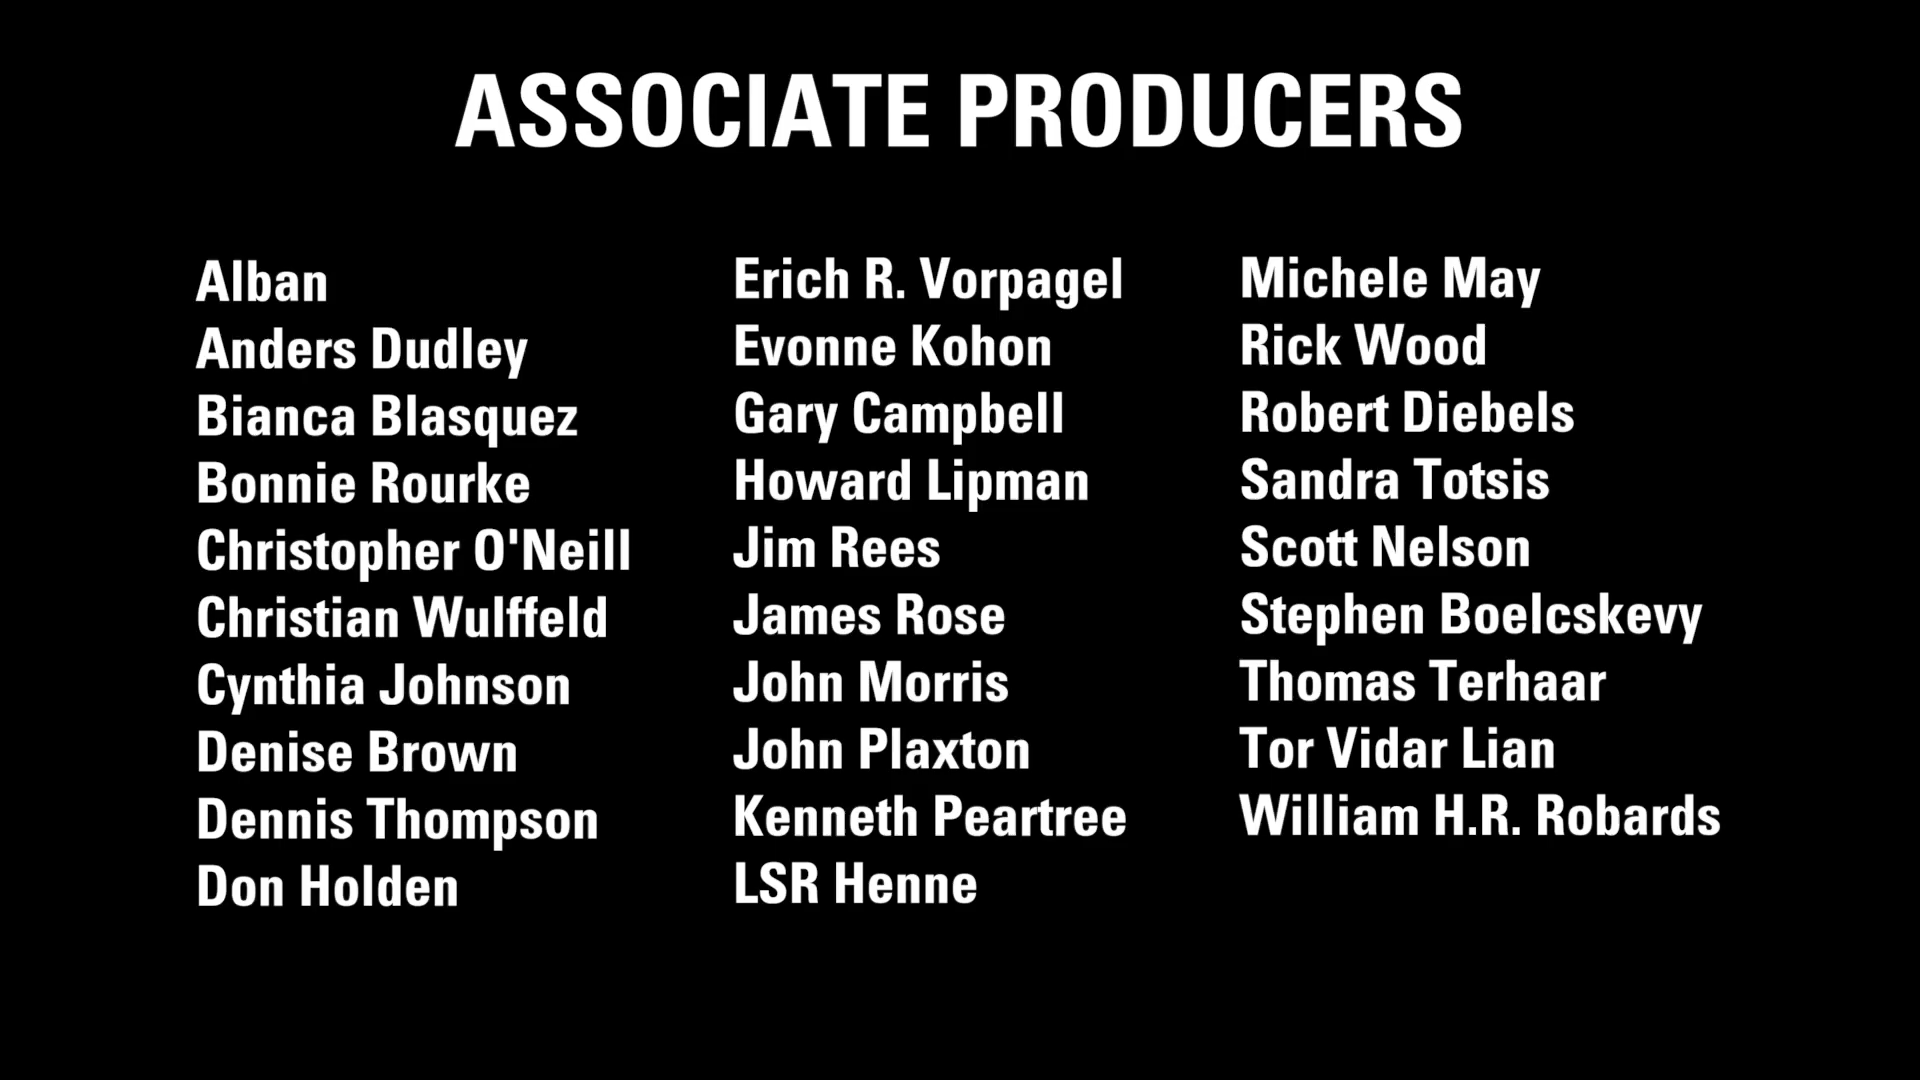 ASSOCIATE PRODUCERS
Alban
Anders Dudley
Bianca Blasquez
Bonnie Rourke
Christopher O'Neill
Christian Wulffeld
Cynthia Johnson
Denise Brown
Dennis Thompson
Don Holden
Erich R. Vorpagel
Evonne Kohon
Gary Campbell
Howard Lipman
Jim Rees
James Rose
John Morris
John Plaxton
Kenneth Peartree
LSR Henne
Michele May
Rick Wood
Robert Diebels
Sandra Totsis
Scott Nelson
Stephen Boelcskevy
Thomas Terhaar
Tor Vidar Lian
William H.R. Robards